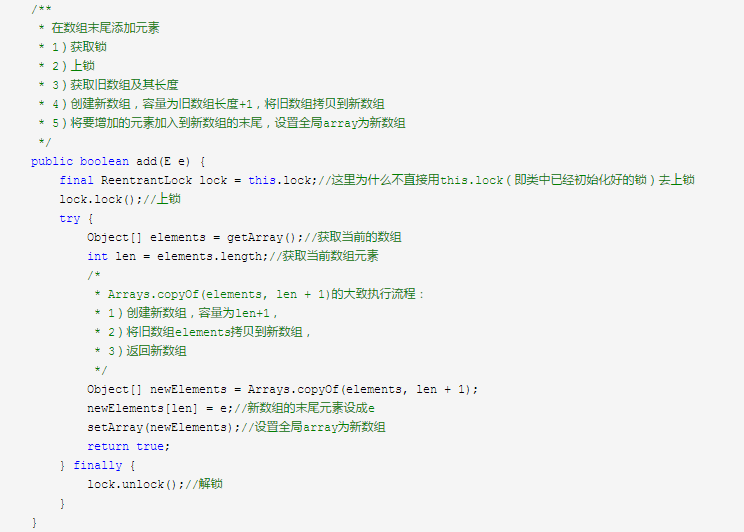 /**
 * 在数组末尾添加元素
 * 1）获取锁
 * 2）上锁
 * 3）获取旧数组及其长度
 * 4）创建新数组，容量为旧数组长度+1，将旧数组拷贝到新数组
 * 5）将要增加的元素加入到新数组的末尾，设置全局array为新数组
 */
public boolean add(E e) {
    final ReentrantLock lock = this.lock;//这里为什么不直接用this.lock（即类中已经初始化好的锁）去上锁
    lock.lock();//上锁
    try {
        Object[] elements = getArray();//获取当前的数组
        int len = elements.length;//获取当前数组元素
        /*
         * Arrays.copyOf(elements, len + 1)的大致执行流程：
         * 1）创建新数组，容量为len+1，
         * 2）将旧数组elements拷贝到新数组，
         * 3）返回新数组
         */
        Object[] newElements = Arrays.copyOf(elements, len + 1);
        newElements[len] = e;//新数组的末尾元素设成e
        setArray(newElements);//设置全局array为新数组
        return true;
    } finally {
        lock.unlock();//解锁
    }
}